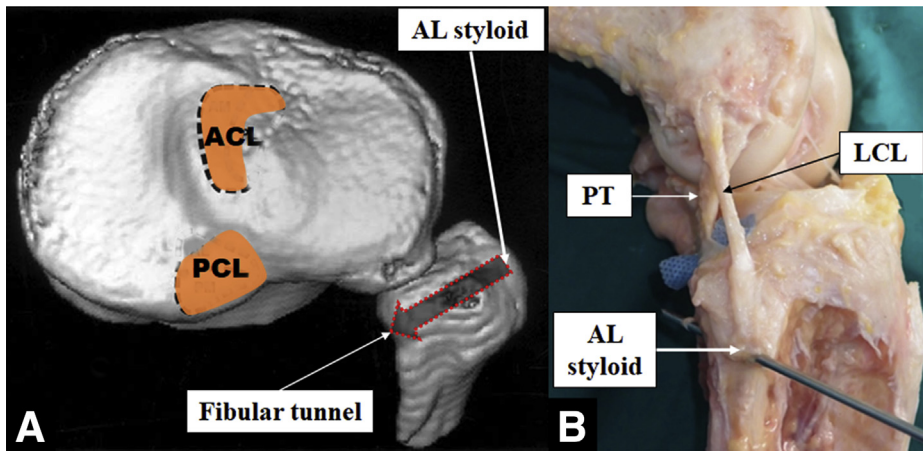 AL styloid
ACL
PCL
Fibular tunnel
A
LCL
PT
AL
styloid
B